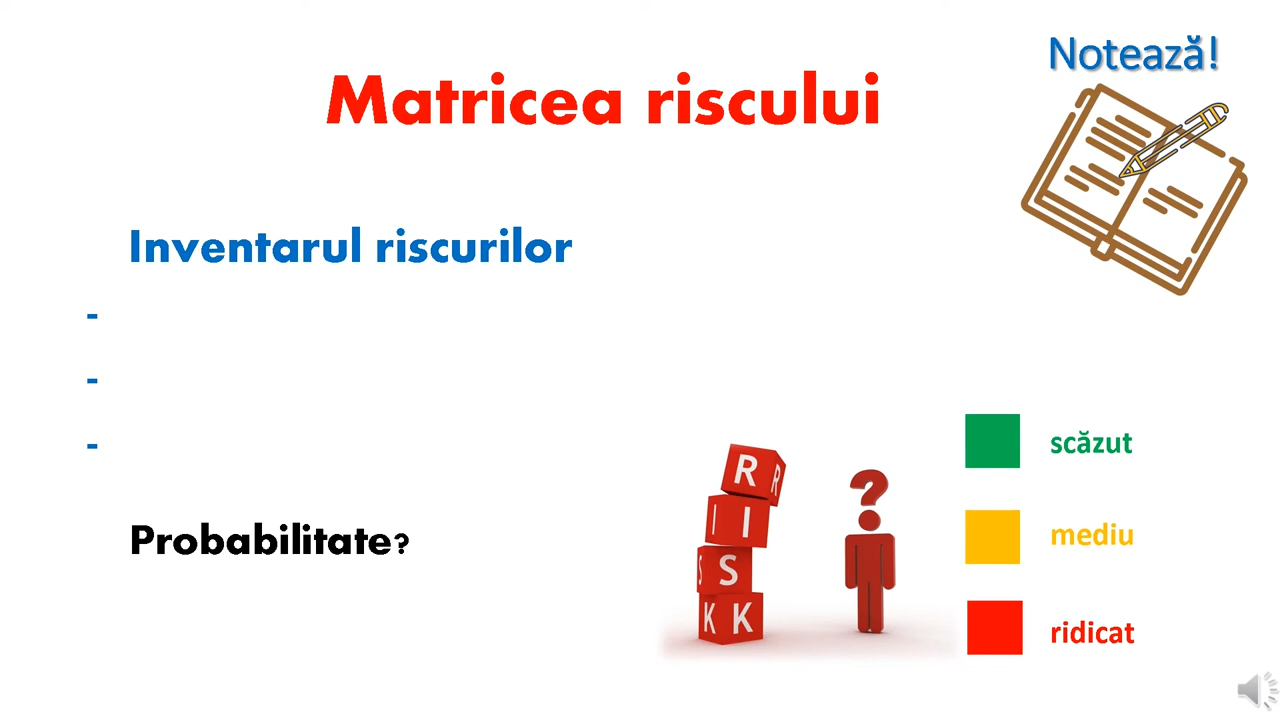 Notează!
Matricea riscului
Inventarul riscurilor
-
-
-
Probabilitate?
R R
I I
S S
K K
?
scăzut
mediu
ridicat